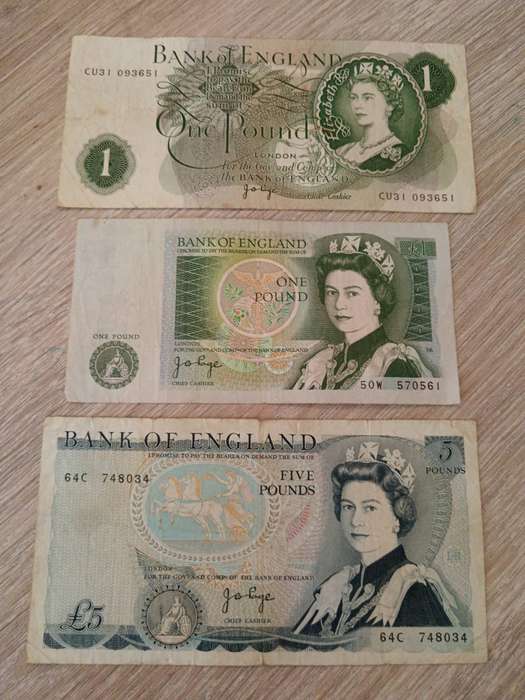 BANK of ENGLAND
CU31 093651
I Promise
to pay the
Bearer on
Demand the
sum of
1
Elizabeth
1
One Pound
LONDON
For the Govr. and Compa. of
the BANK of ENGLAND
Chief Cashier
CU31 093651
BANK OF ENGLAND
£1
I PROMISE TO PAY THE BEARER ON DEMAND THE SUM OF
ONE
POUND
ONE POUND
LONDON
FOR THE GOVR AND COMPA OF THE BANK OF ENGLAND
CHIEF CASHIER
50W 570561
BANK OF ENGLAND
5
POUNDS
I PROMISE TO PAY THE BEARER ON DEMAND THE SUM OF
64C 748034
FIVE
POUNDS
LONDON
FOR THE GOVR AND COMPA OF THE BANK OF ENGLAND
£5
CHIEF CASHIER
64C 748034